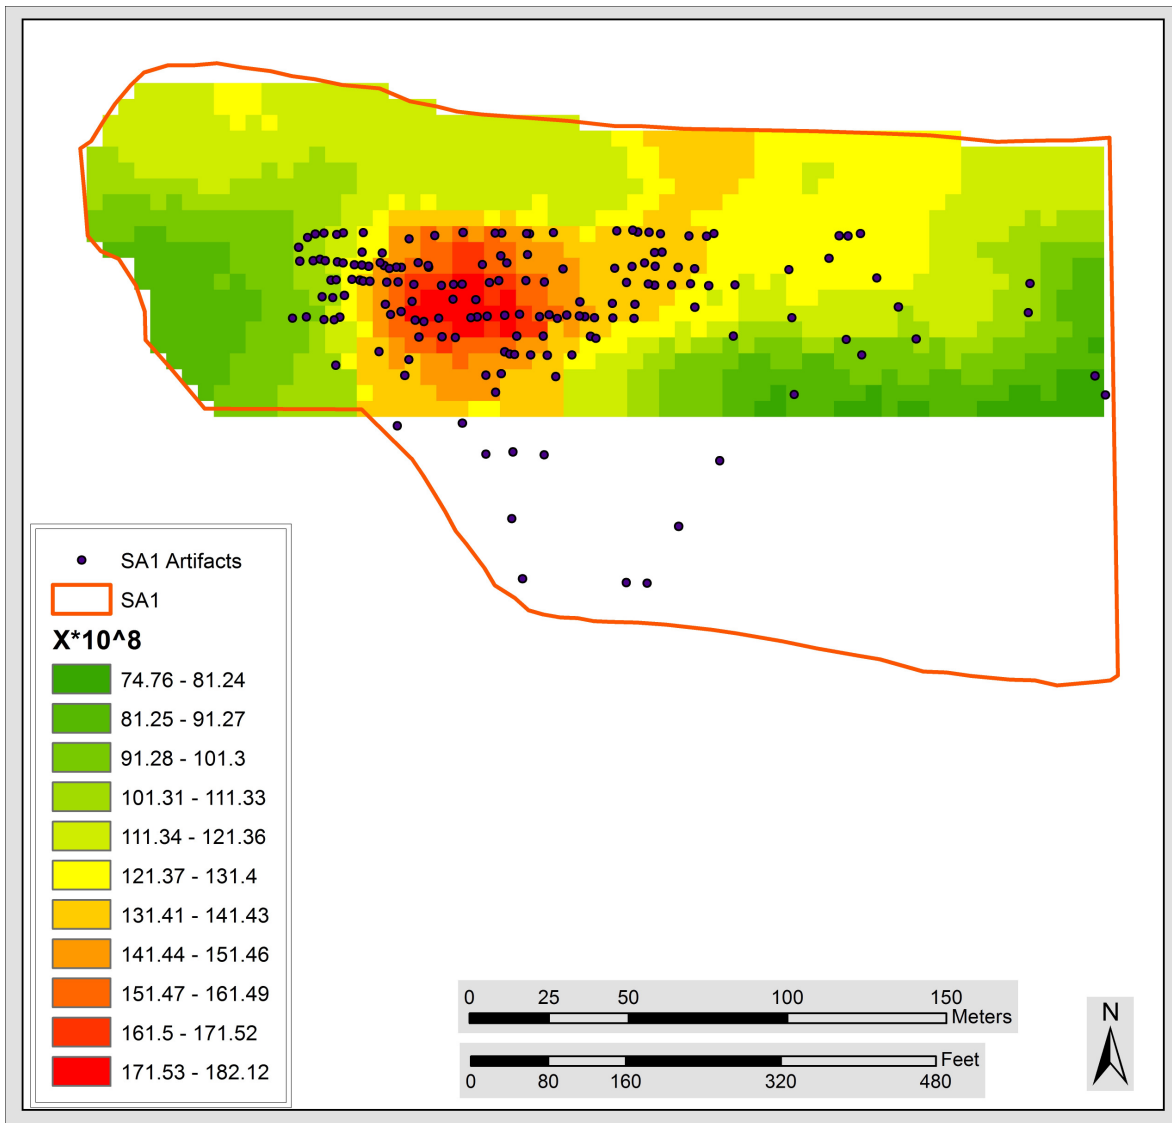 SA1 Artifacts
SA1
X*10^8
74.76 - 81.24
81.25 - 91.27
91.28 - 101.3
101.31 - 111.33
111.34 - 121.36
121.37 - 131.4
131.41 - 141.43
141.44 - 151.46
151.47 - 161.49
161.5 - 171.52
171.53 - 182.12
0 25 50 100 150
Meters
Feet
0 80 160 320 480
N